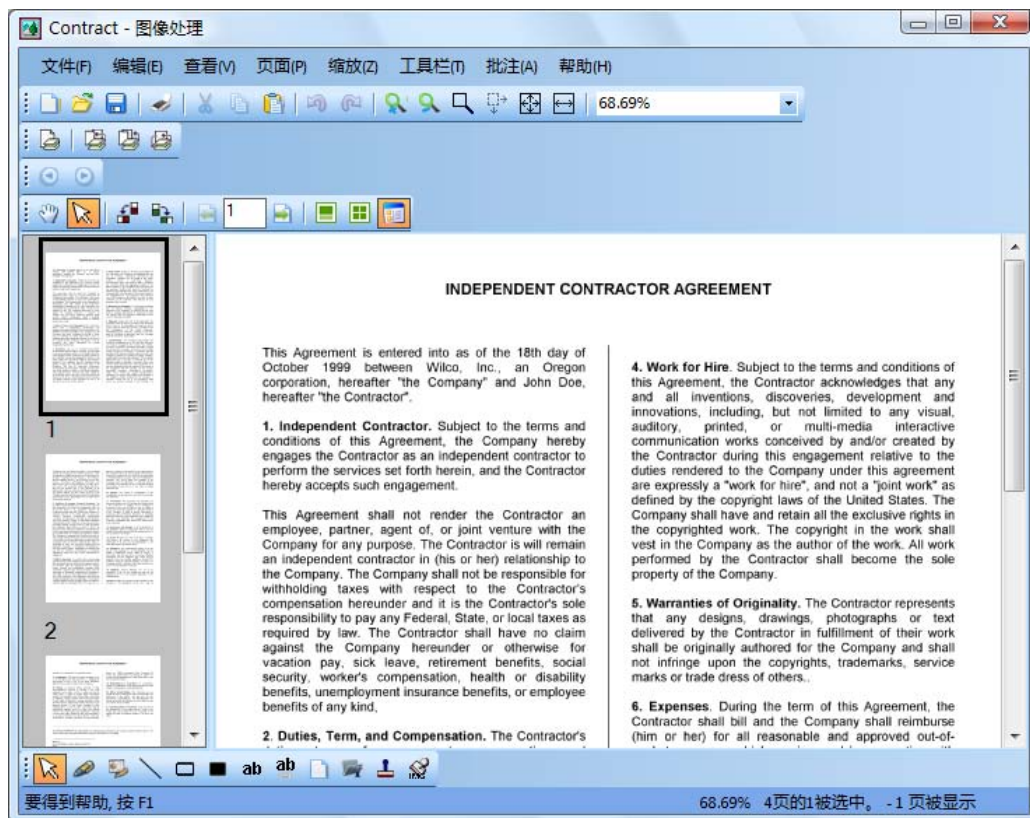 Contract - 图像处理
文件(F) 编辑(E) 查看(V) 页面(P) 缩放(Z) 工具栏(T) 批注(A) 帮助(H)
68.69%
1
INDEPENDENT CONTRACTOR AGREEMENT
This Agreement is entered into as of the 18th day of
October 1999 between Wilco, Inc., an Oregon
corporation, hereafter "the Company" and John Doe,
hereafter "the Contractor".
1. Independent Contractor. Subject to the terms and
conditions of this Agreement, the Company hereby
engages the Contractor as an independent contractor to
perform the services set forth herein, and the Contractor
hereby accepts such engagement.
This Agreement shall not render the Contractor an
employee, partner, agent of, or joint venture with the
Company for any purpose. The Contractor is will remain
an independent contractor in (his or her) relationship to
the Company. The Company shall not be responsible for
withholding taxes with respect to the Contractor's
compensation hereunder and it is the Contractor's sole
responsibility to pay any Federal, State, or local taxes as
required by law. The Contractor shall have no claim
against the Company hereunder or otherwise for
vacation pay, sick leave, retirement benefits, social
security, worker's compensation, health or disability
benefits, unemployment insurance benefits, or employee
benefits of any kind,
2. Duties, Term, and Compensation. The Contractor's
4. Work for Hire. Subject to the terms and conditions of
this Agreement, the Contractor acknowledges that any
and all inventions, discoveries, development and
innovations, including, but not limited to any visual,
auditory, printed, or multi-media interactive
communication works conceived by and/or created by
the Contractor during this engagement relative to the
duties rendered to the Company under this agreement
are expressly a "work for hire", and not a "joint work" as
defined by the copyright laws of the United States. The
Company shall have and retain all the exclusive rights in
the copyrighted work. The copyright in the work shall
vest in the Company as the author of the work. All work
performed by the Contractor shall become the sole
property of the Company.
5. Warranties of Originality. The Contractor represents
that any designs, drawings, photographs or text
delivered by the Contractor in fulfillment of their work
shall be originally authored for the Company and shall
not infringe upon the copyrights, trademarks, service
marks or trade dress of others..
6. Expenses. During the term of this Agreement, the
Contractor shall bill and the Company shall reimburse
(him or her) for all reasonable and approved out-of-
1
2
ab ab
要得到帮助, 按 F1
68.69% 4页的1被选中。 -1 页被显示